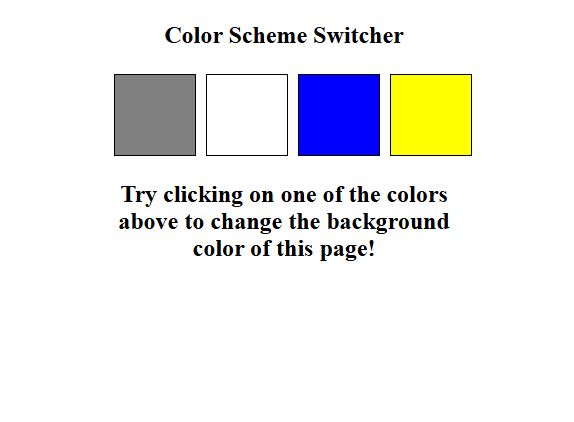 Color Scheme Switcher
Try clicking on one of the colors
above to change the background
color of this page!